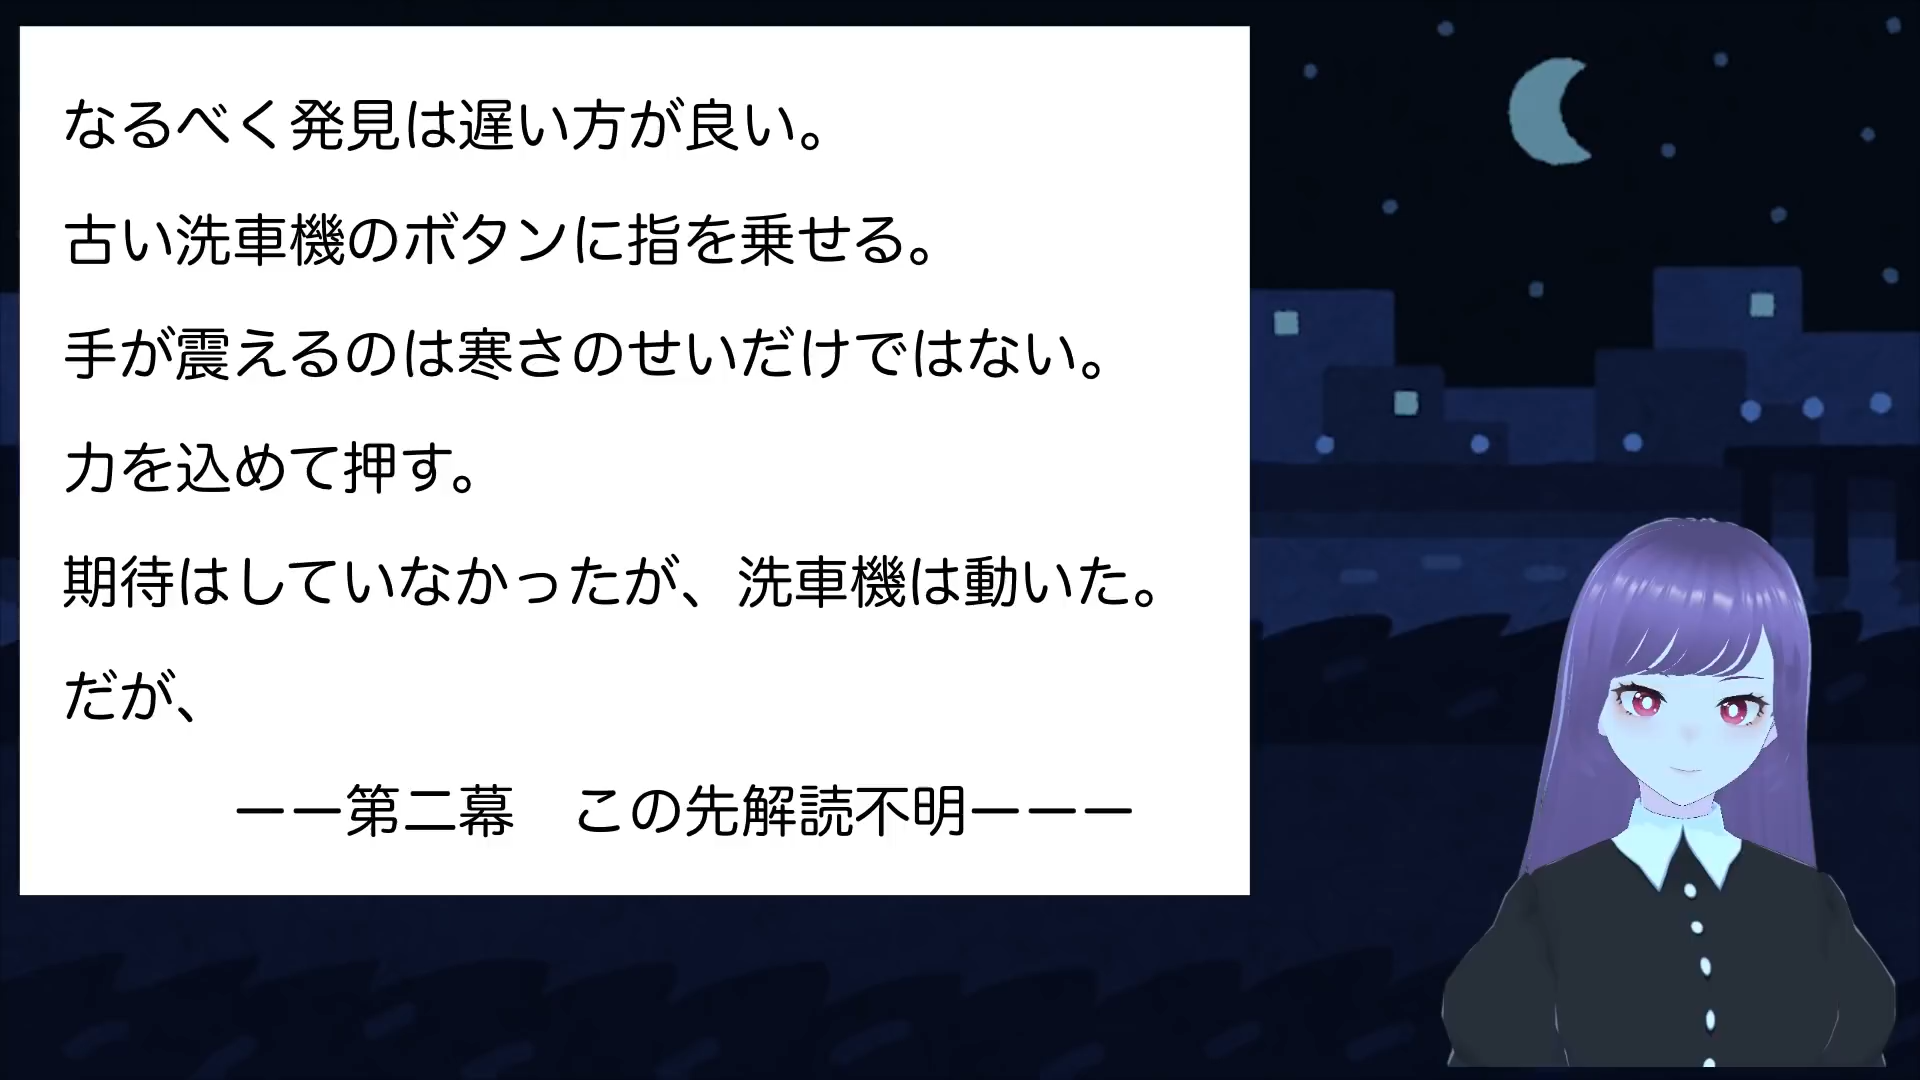 なるべく発見は遅い方が良い。
古い洗車機のボタンに指を乗せる。
手が震えるのは寒さのせいだけではない。
力を込めて押す。
期待はしていなかったが、洗車機は動いた。
だが、
ーー第二幕　この先解読不明ーーー